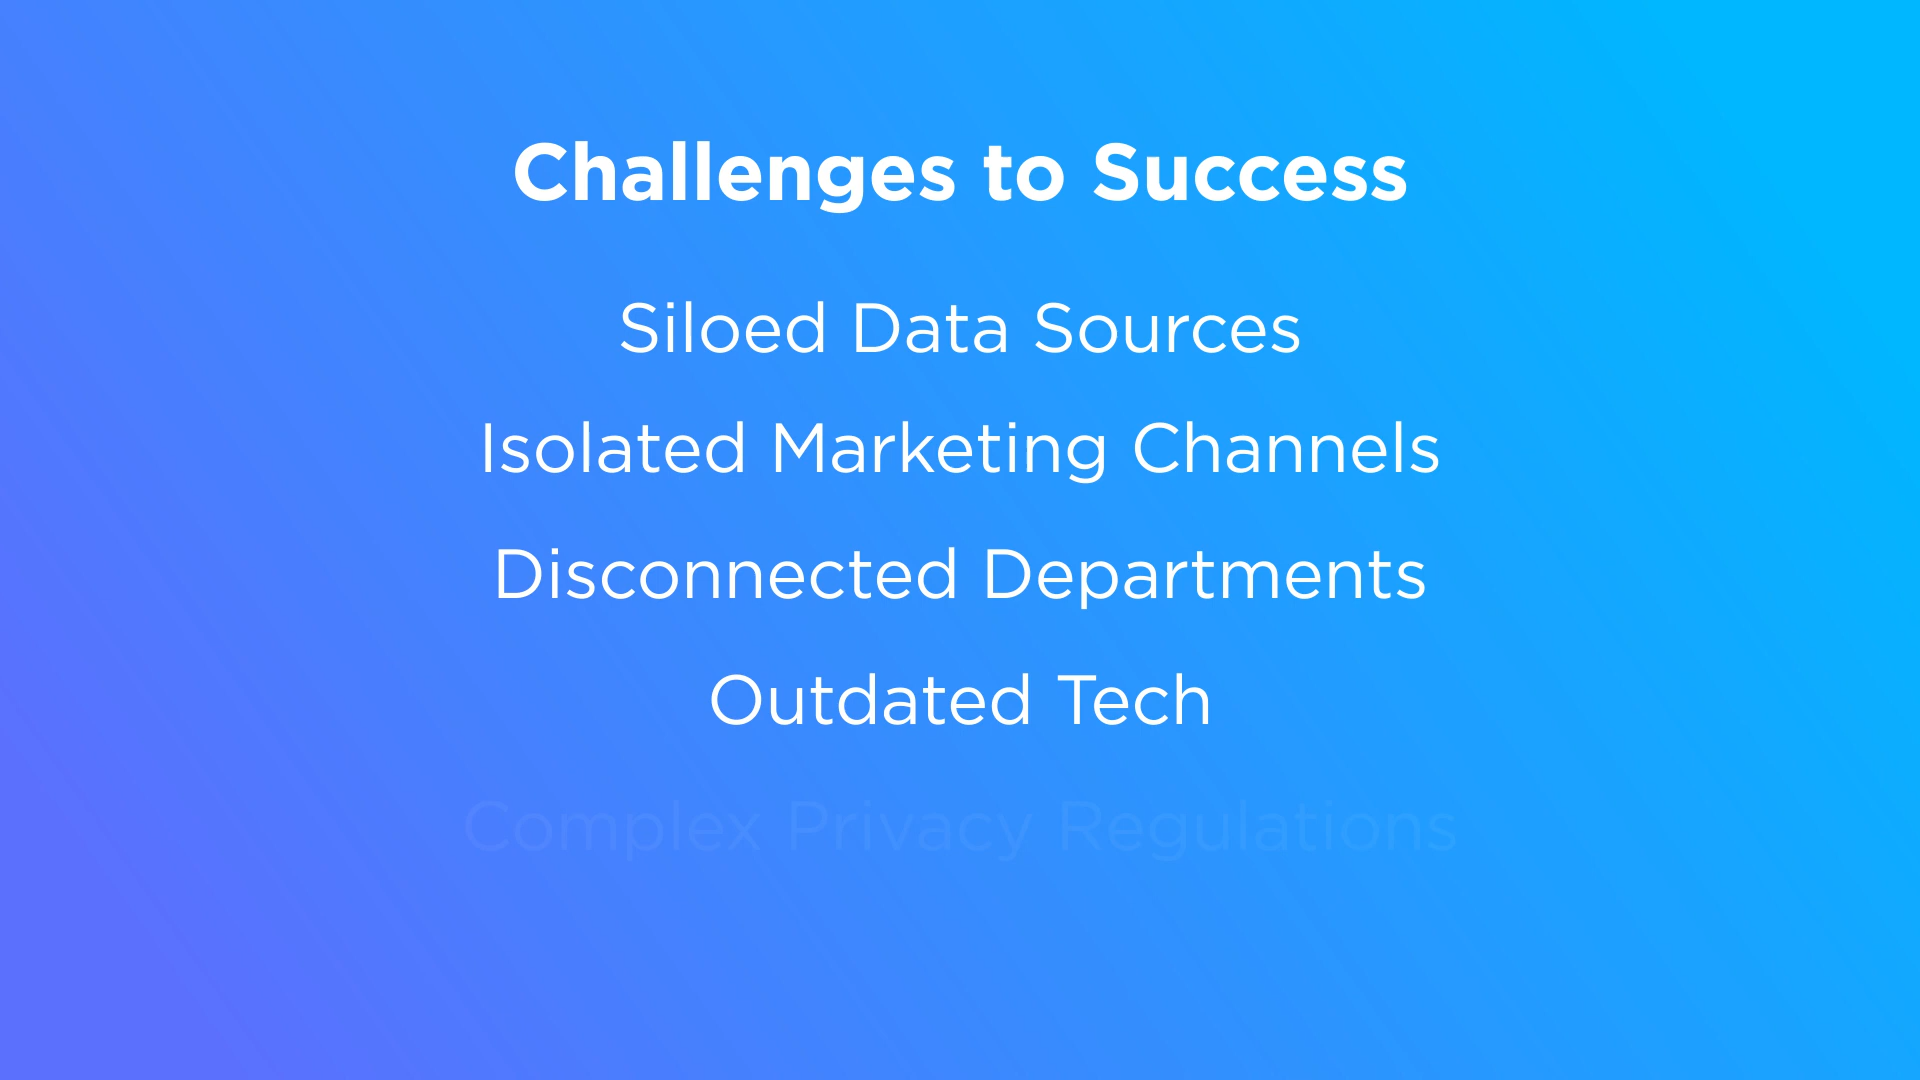 Challenges to Success
Siloed Data Sources
Isolated Marketing Channels
Disconnected Departments
Outdated Tech
Complex Privacy Regulations